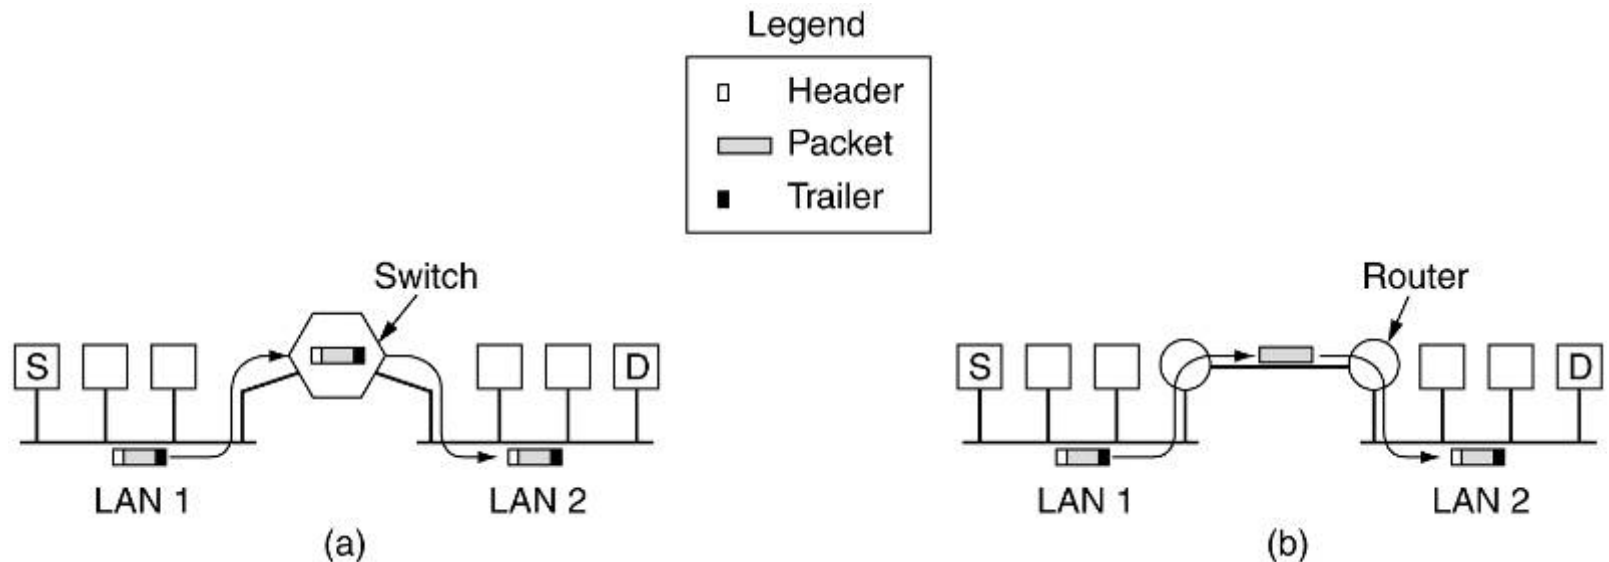 Legend
Header
Packet
Trailer
Switch
S
D
LAN 1
LAN 2
(a)
Router
S
D
LAN 1
LAN 2
(b)